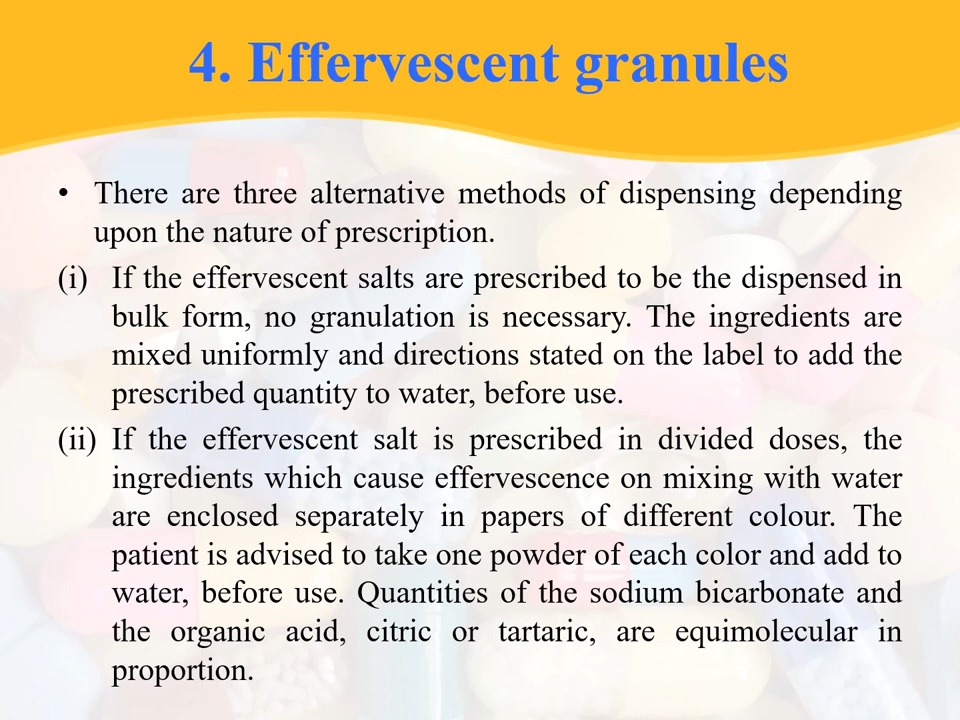 4. Effervescent granules
• There are three alternative methods of dispensing depending
upon the nature of prescription.
(i) If the effervescent salts are prescribed to be the dispensed in
bulk form, no granulation is necessary. The ingredients are
mixed uniformly and directions stated on the label to add the
prescribed quantity to water, before use.
(ii) If the effervescent salt is prescribed in divided doses, the
ingredients which cause effervescence on mixing with water
are enclosed separately in papers of different colour. The
patient is advised to take one powder of each color and add to
water, before use. Quantities of the sodium bicarbonate and
the organic acid, citric or tartaric, are equimolecular in
proportion.